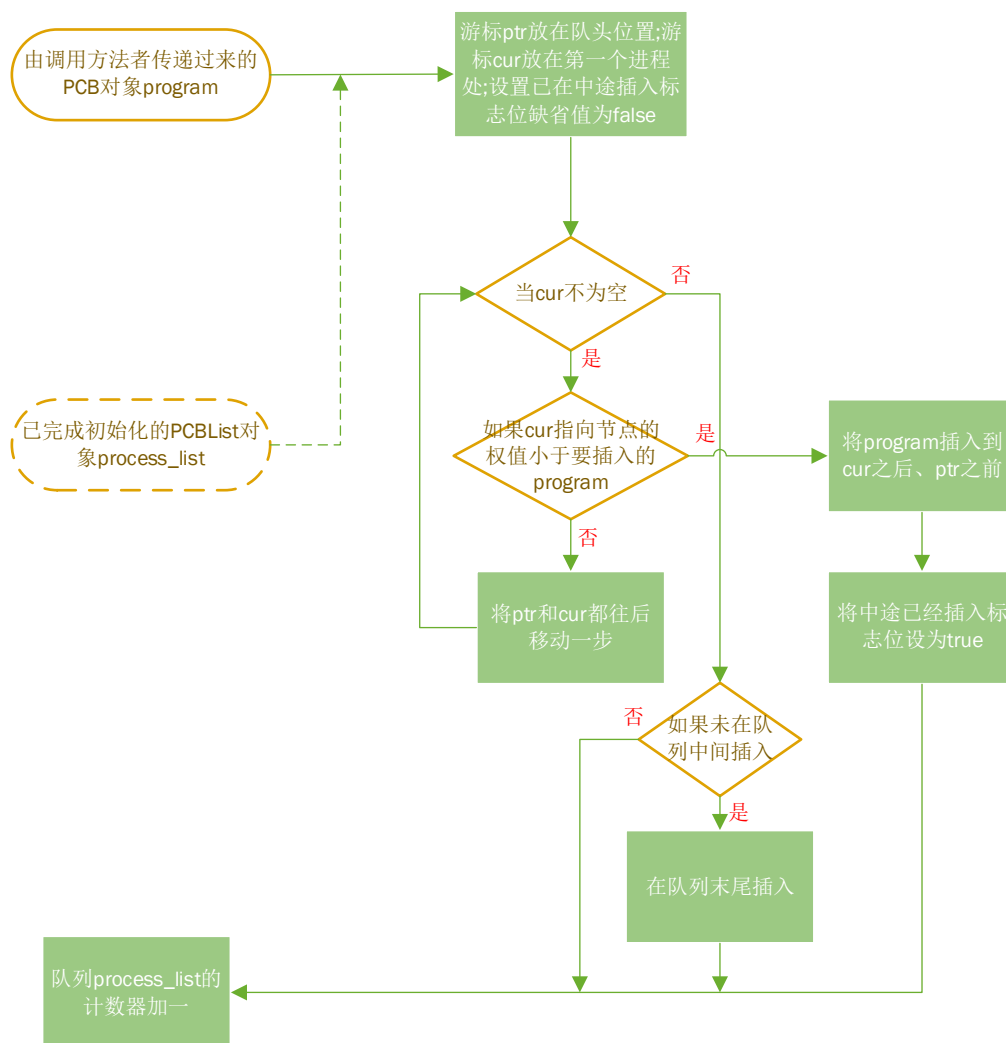 由调用方法者传递过来的
PCB对象program
游标ptr放在队头位置;游
标cur放在第一个进程
处;设置已在中途插入标
志位缺省值为false
当cur不为空
否
是
已完成初始化的PCBList对
象process_list
如果cur指向节点的
权值小于要插入的
program
是
将program插入到
cur之后、ptr之前
否
将ptr和cur都往后
移动一步
将中途已经插入标
志位设为true
如果未在队
列中间插入
否
是
在队列末尾插入
队列process_list的
计数器加一